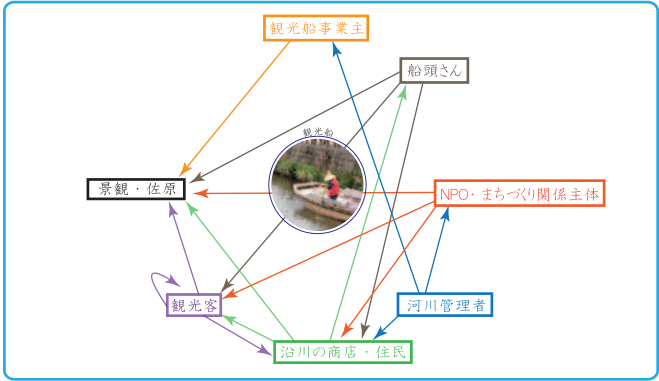 観光船事業主
船頭さん
観光船
景観・佐原
NPO・まちづくり関係主体
観光客
河川管理者
沿川の商店・住民